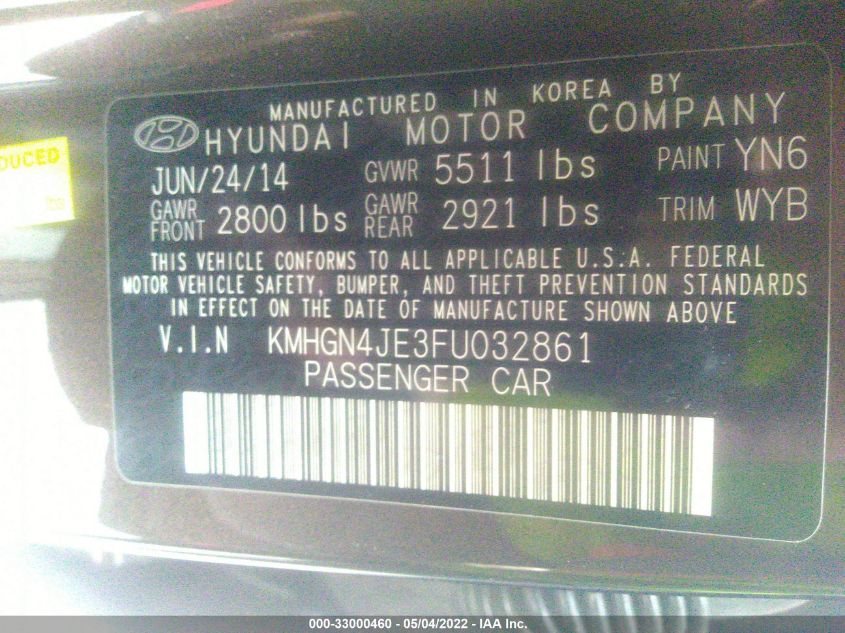 MANUFACTURED IN KOREA BY
HYUNDAI MOTOR COMPANY
JUN/24/14 GVWR 5511 lbs PAINT YN6
GAWR FRONT 2800 lbs GAWR REAR 2921 lbs TRIM WYB
THIS VEHICLE CONFORMS TO ALL APPLICABLE U.S.A. FEDERAL
MOTOR VEHICLE SAFETY, BUMPER, AND THEFT PREVENTION STANDARDS
IN EFFECT ON THE DATE OF MANUFACTURE SHOWN ABOVE
V.I.N KMHGN4JE3FU032861
PASSENGER CAR
000-33000460 - 05/04/2022 - IAA Inc.